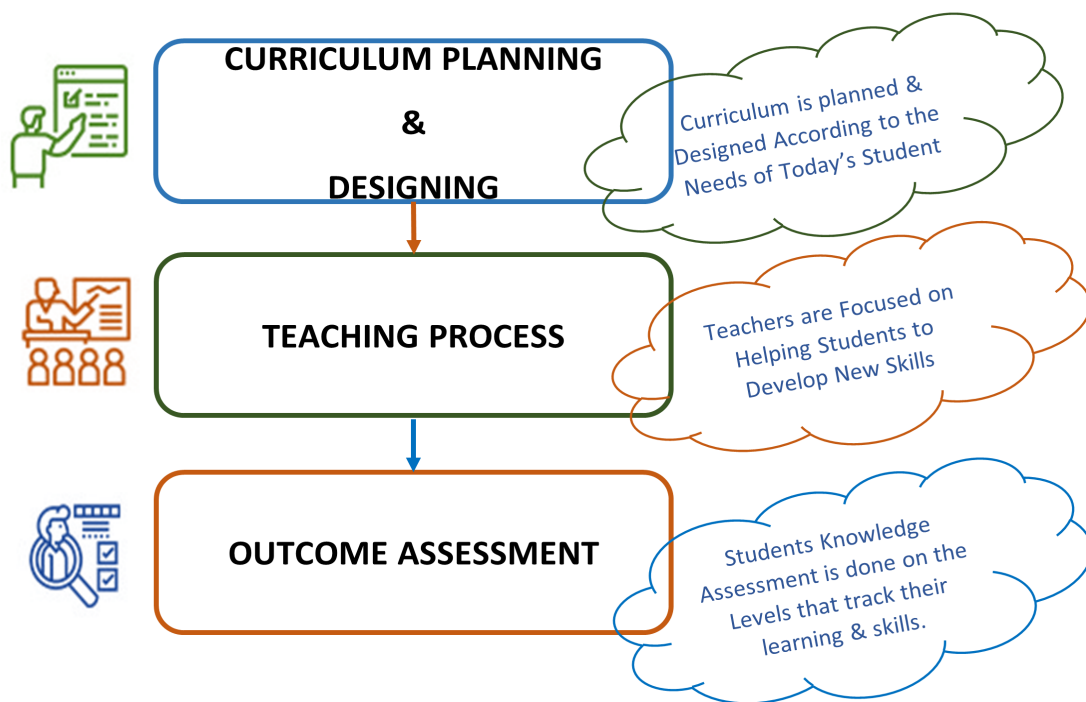 CURRICULUM PLANNING
&
DESIGNING
Curriculum is planned &
Designed According to the
Needs of Today's Student
TEACHING PROCESS
Teachers are Focused on
Helping Students to
Develop New Skills
OUTCOME ASSESSMENT
Students Knowledge
Assessment is done on the
Levels that track their
learning & skills.